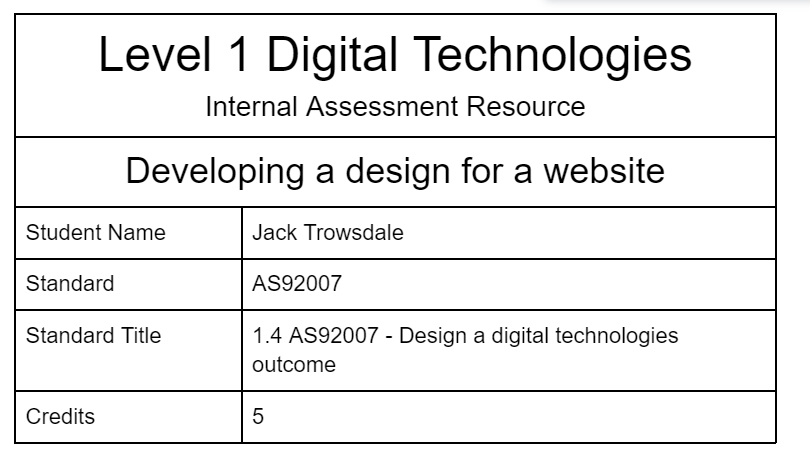 Level 1 Digital Technologies
Internal Assessment Resource
Developing a design for a website
Student Name Jack Trowsdale
Standard AS92007
Standard Title 1.4 AS92007 - Design a digital technologies
outcome
Credits 5